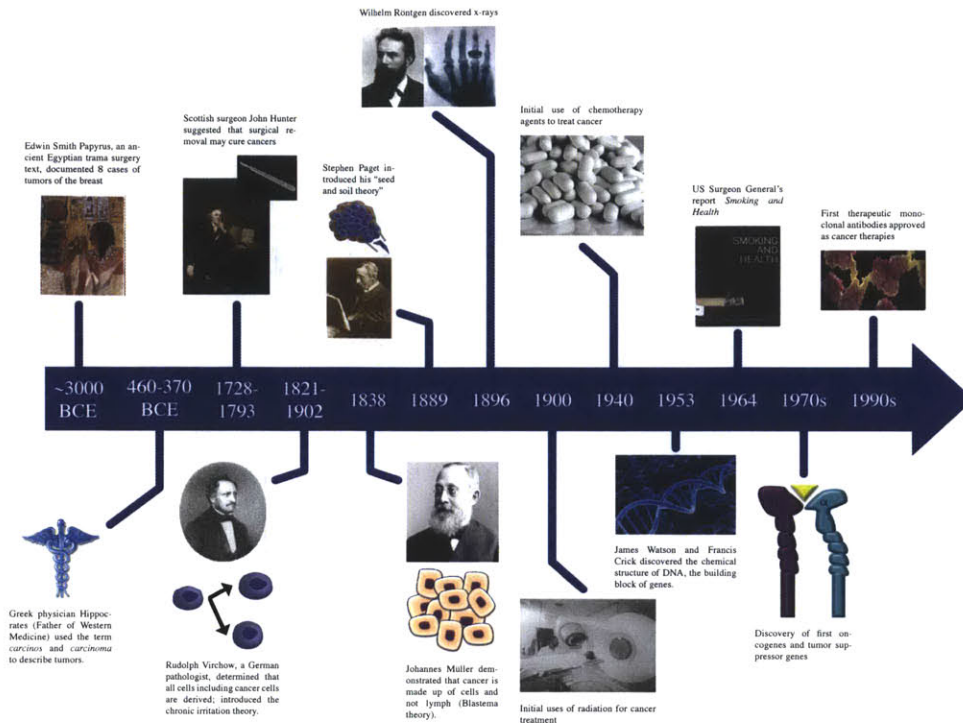 Wilhelm Röntgen discovered x-rays
Edwin Smith Papyrus, an an-
cient Egyptian trama surgery
text, documented 8 cases of
tumors of the breast
Scottish surgeon John Hunter
suggested that surgical re-
moval may cure cancers
Stephen Paget in-
troduced his “seed
and soil theory”
Initial use of chemotherapy
agents to treat cancer
US Surgeon General’s
report Smoking and
Health
SMOKING
AND
HEALTH
First therapeutic mono-
clonal antibodies approved
as cancer therapies
~3000
BCE
460-370
BCE
1728-
1793
1821-
1902
1838
1889
1896
1900
1940
1953
1964
1970s
1990s
Greek physician Hippoc-
rates (Father of Western
Medicine) used the term
carcinos and carcinoma
to describe tumors.
Rudolph Virchow, a German
pathologist, determined that
all cells including cancer cells
are derived; introduced the
chronic irritation theory.
Johannes Müller dem-
onstrated that cancer is
made up of cells and
not lymph (Blastema
theory).
Initial uses of radiation for cancer
treatment
James Watson and Francis
Crick discovered the chemical
structure of DNA, the building
block of genes.
Discovery of first on-
cogenes and tumor sup-
pressor genes